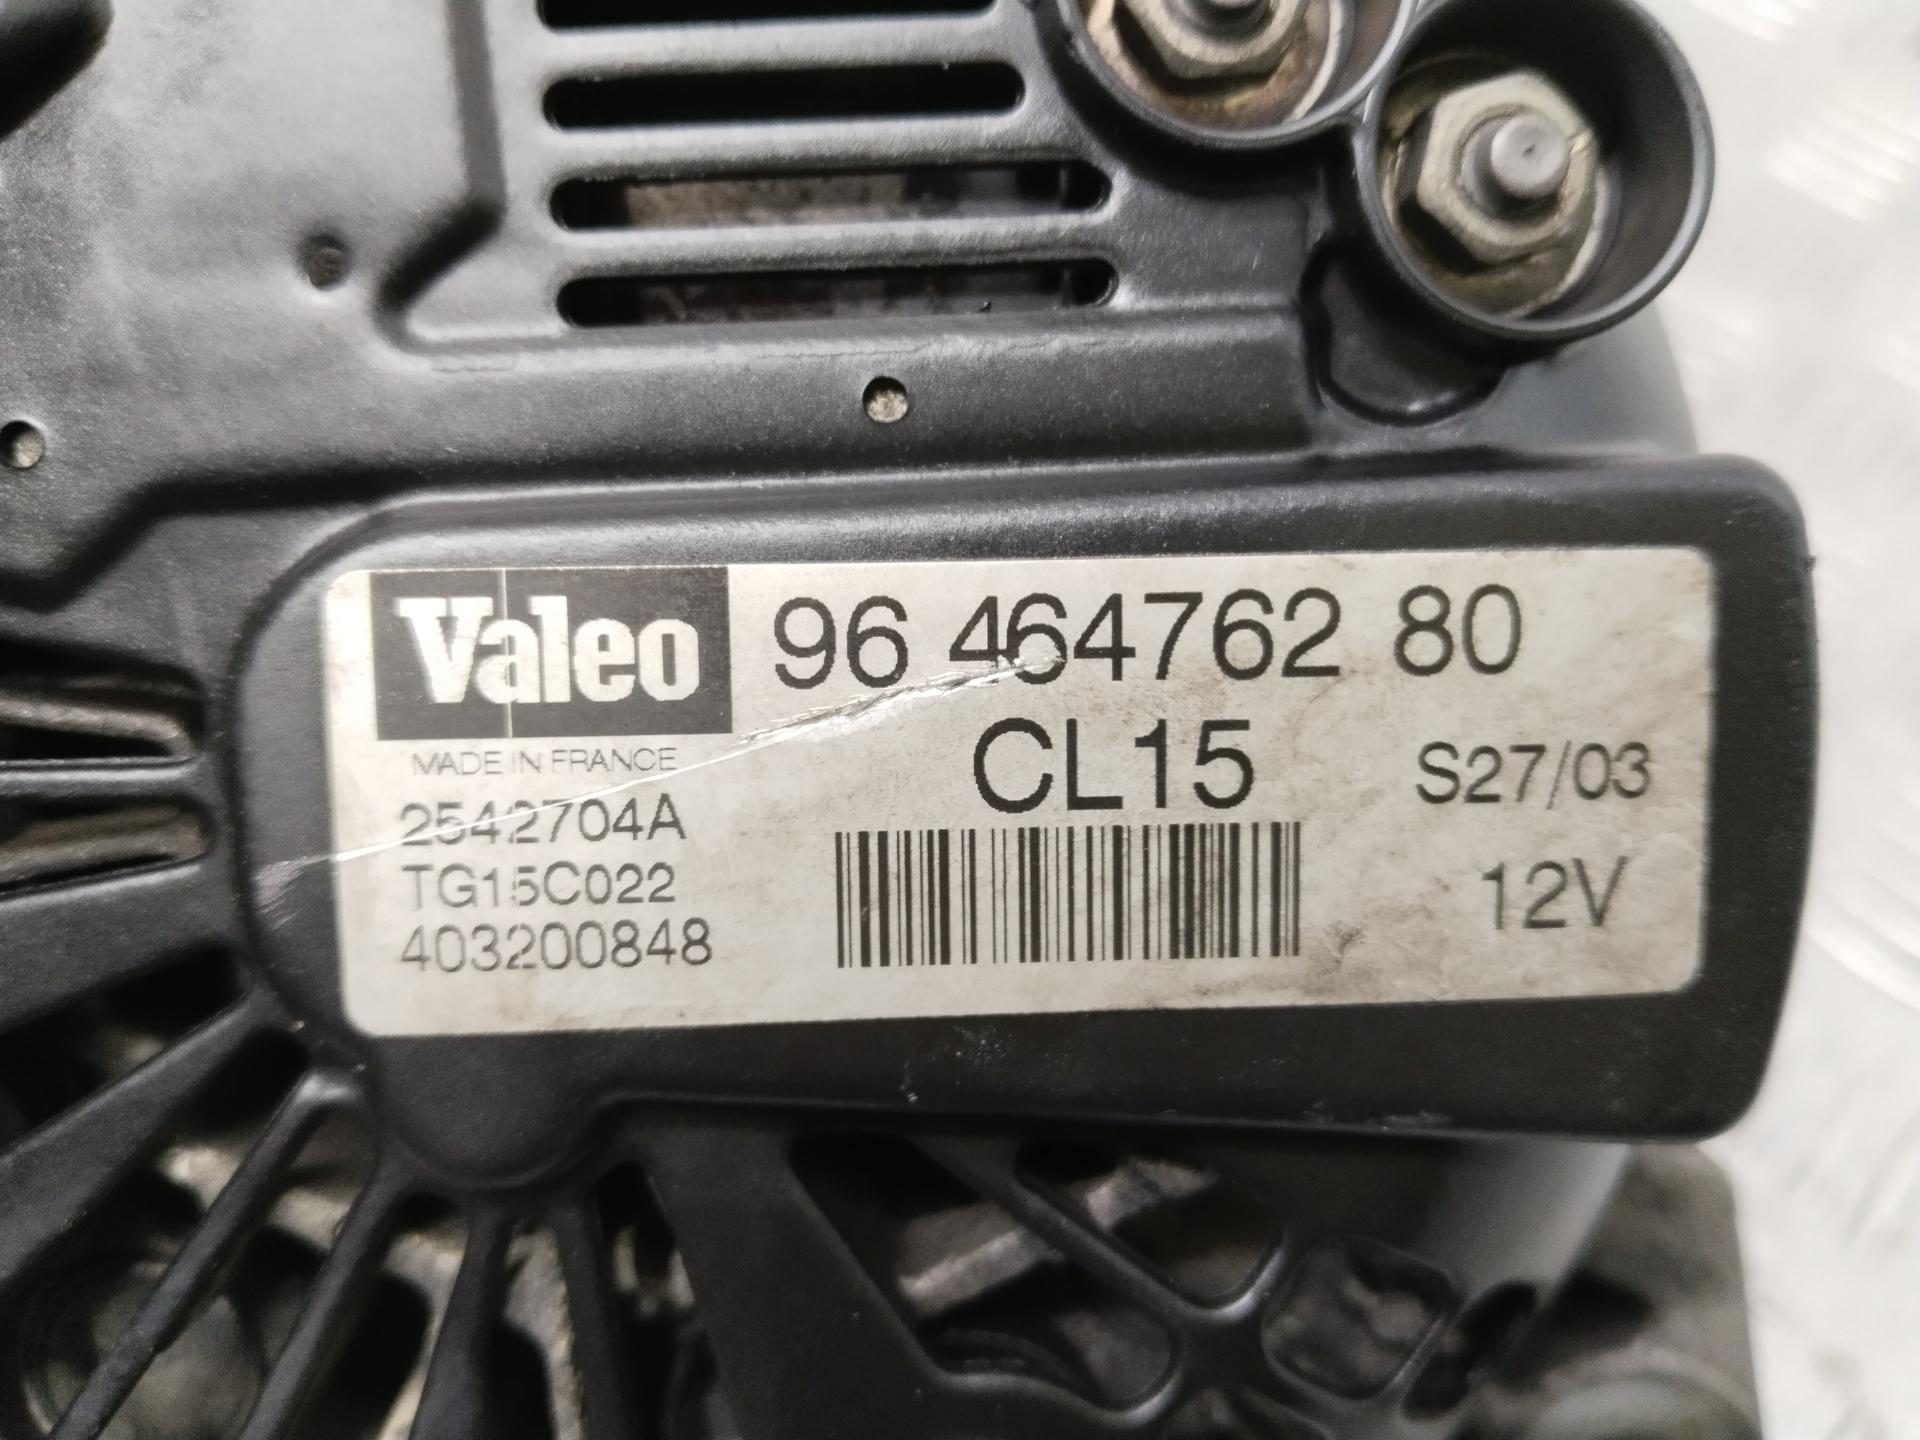 Valeo 96 464762 80
MADE IN FRANCE CL15 S27/03
2542704A
TG15C022 12V
403200848